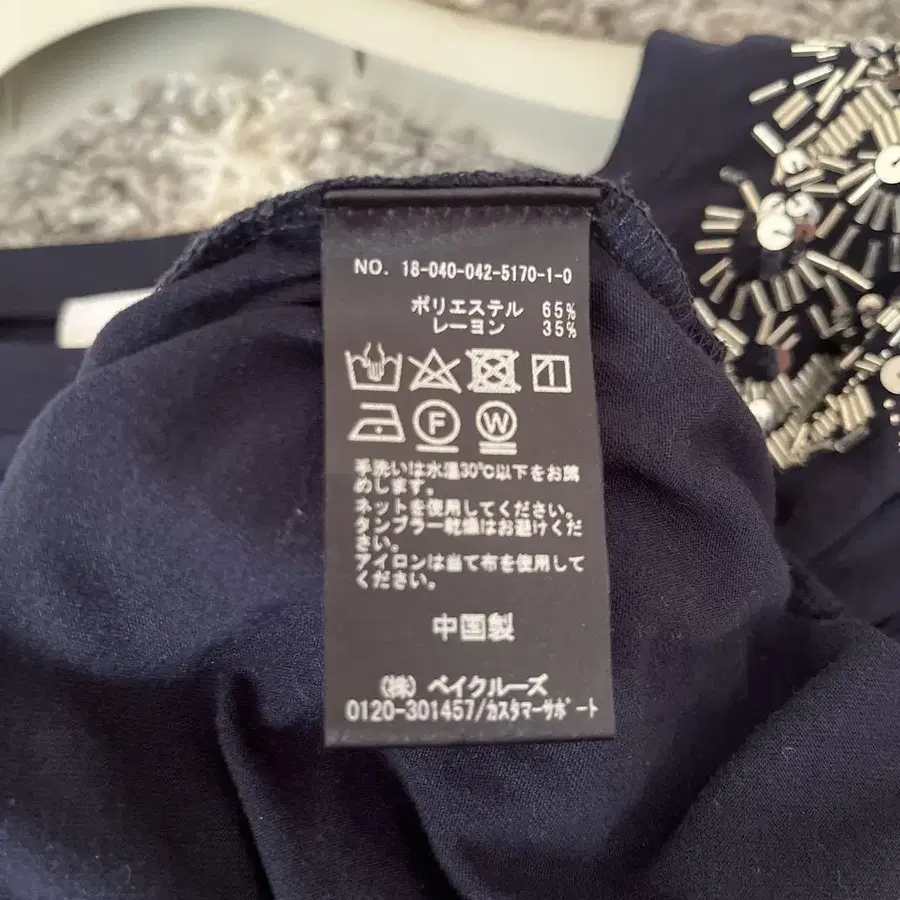 NO. 18-040-042-5170-1-0
ポリエステル 65%
レーヨン 35%
F W
手洗いは水温30℃以下をお薦
めします。
ネットを使用してください。
タンブラー乾燥はお避けくだ
さい。
アイロンは当て布を使用して
ください。
中国製
(株) ベイクルーズ
0120-301457/カスタマーサポート